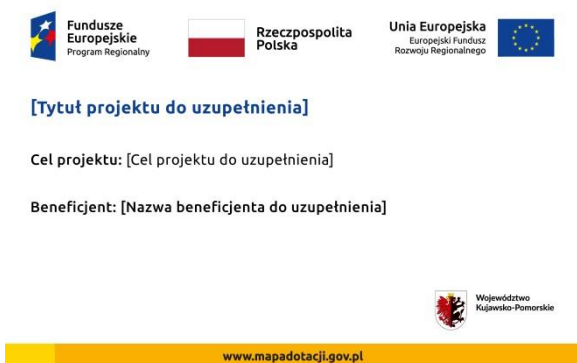 Fundusze
Europejskie
Program Regionalny
Rzeczpospolita
Polska
Unia Europejska
Europejski Fundusz
Rozwoju Regionalnego
[Tytuł projektu do uzupełnienia]
Cel projektu: [Cel projektu do uzupełnienia]
Beneficjent: [Nazwa beneficjenta do uzupełnienia]
Województwo
Kujawsko-Pomorskie
www.mapadotacji.gov.pl